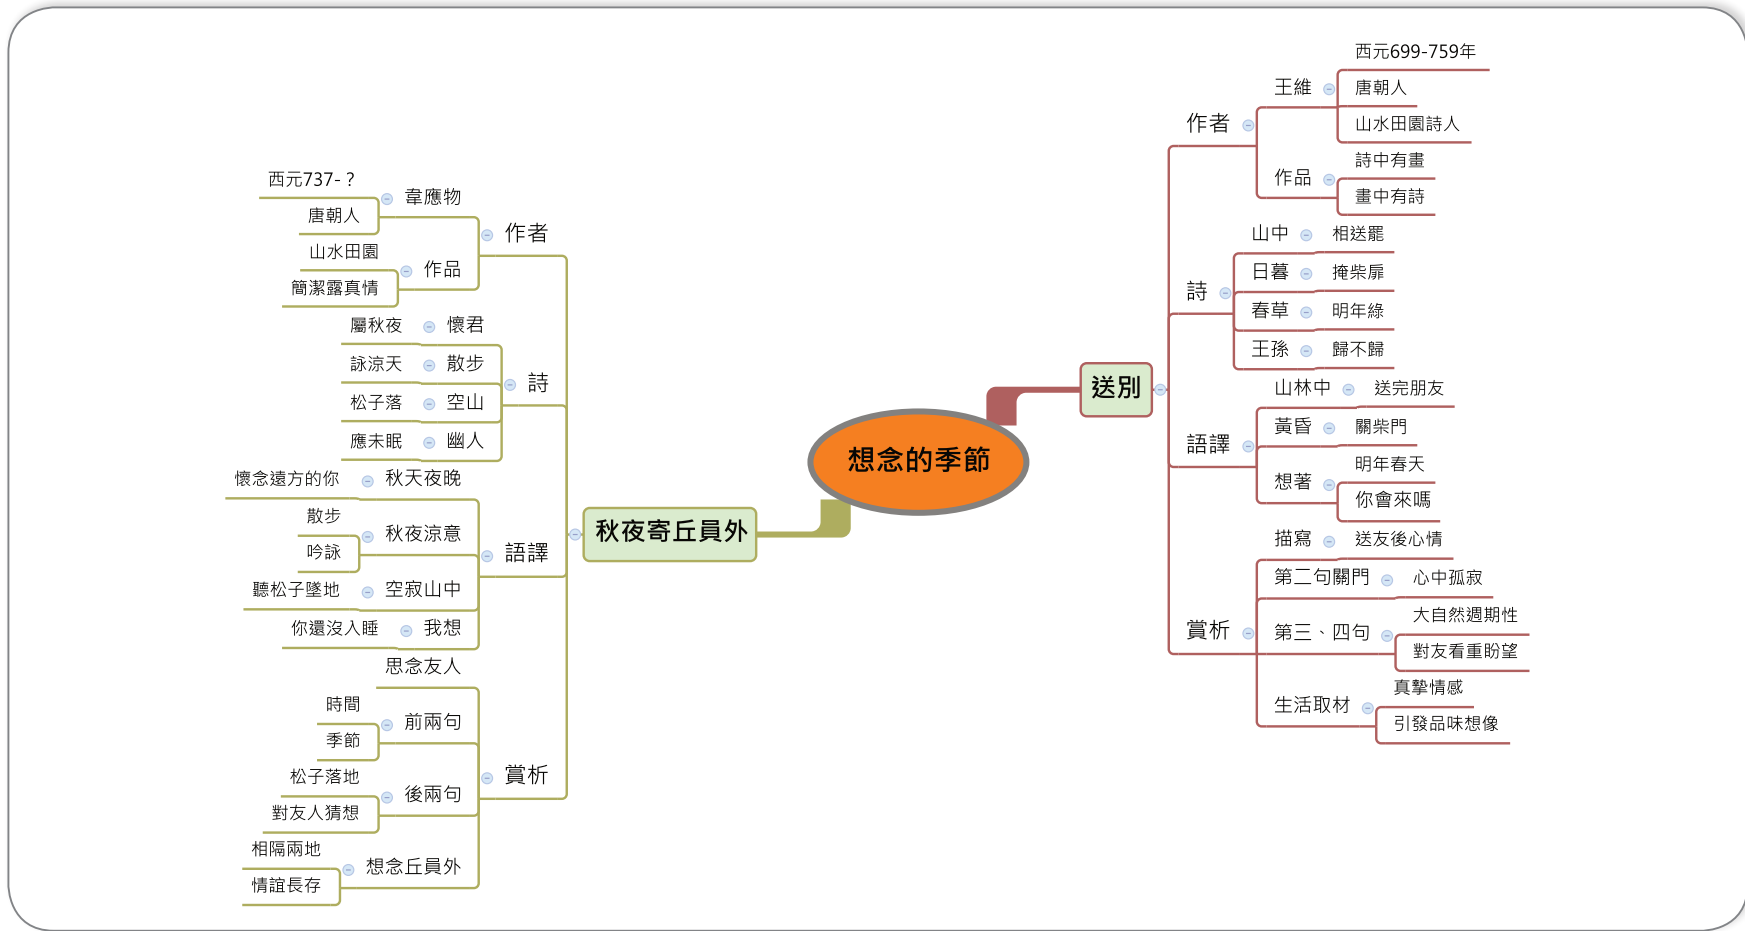 想念的季節
送別
作者
王維
西元699-759年
唐朝人
山水田園詩人
作品
詩中有畫
畫中有詩
詩
山中
相送罷
日暮
掩柴扉
春草
明年綠
王孫
歸不歸
語譯
山林中
送完朋友
黃昏
關柴門
想著
明年春天
你會來嗎
賞析
描寫
送友後心情
第二句關門
心中孤寂
第三、四句
大自然週期性
對友看重盼望
生活取材
真摯情感
引發品味想像
秋夜寄丘員外
作者
韋應物
西元737-？
唐朝人
作品
山水田園
簡潔露真情
詩
懷君
屬秋夜
散步
詠涼天
空山
松子落
幽人
應未眠
語譯
秋天夜晚
懷念遠方的你
秋夜涼意
散步
吟詠
空寂山中
聽松子墜地
我想
你還沒入睡
賞析
思念友人
前兩句
時間
季節
後兩句
松子落地
對友人猜想
想念丘員外
相隔兩地
情誼長存